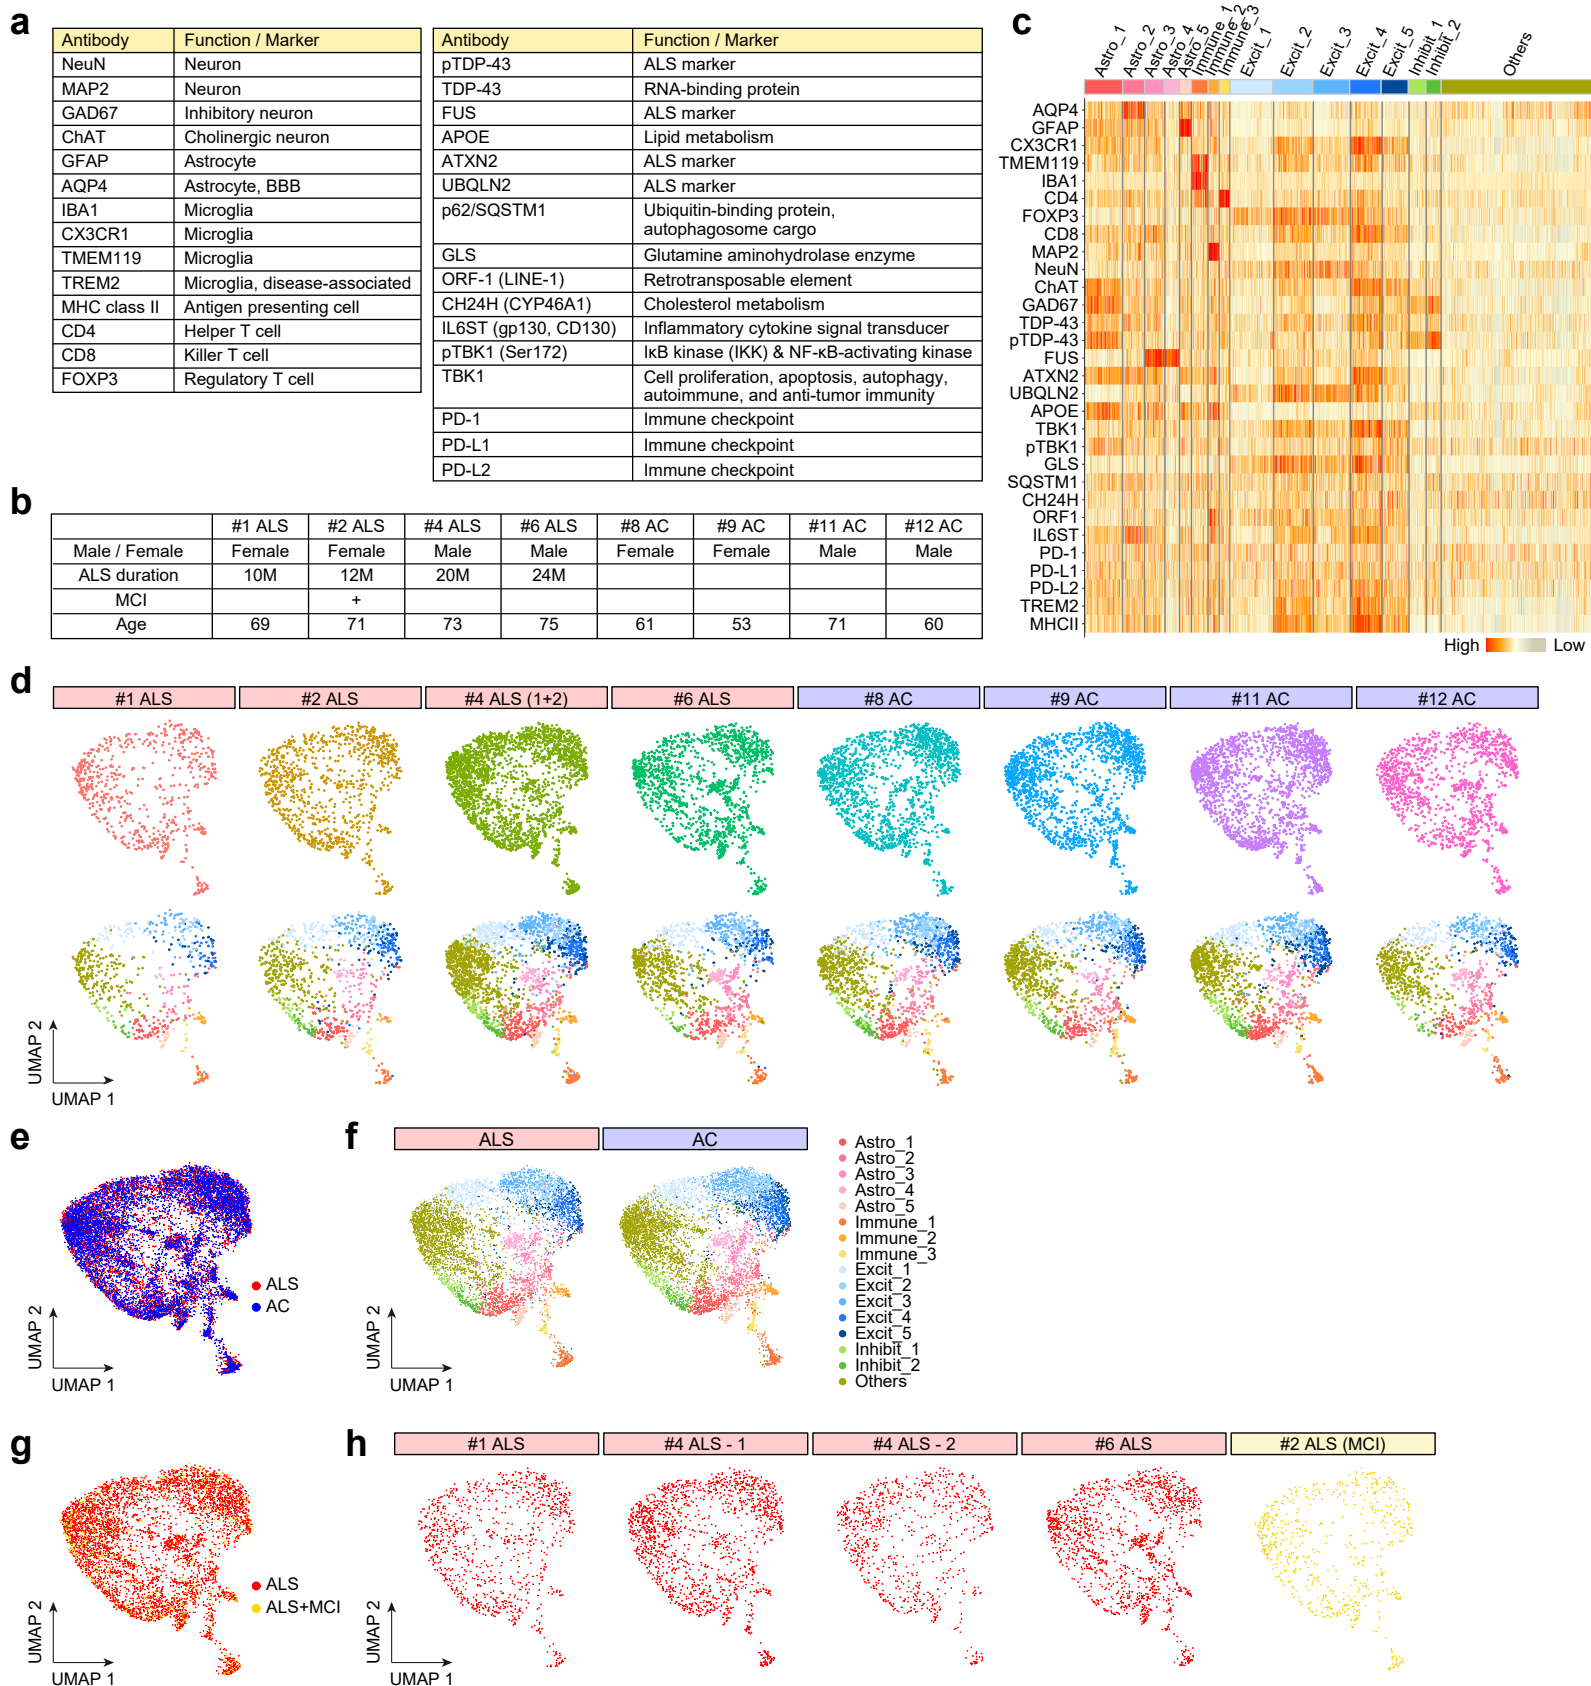 a
Antibody Function / Marker
NeuN Neuron
MAP2 Neuron
GAD67 Inhibitory neuron
ChAT Cholinergic neuron
GFAP Astrocyte
AQP4 Astrocyte, BBB
IBA1 Microglia
CX3CR1 Microglia
TMEM119 Microglia
TREM2 Microglia, disease-associated
MHC class II Antigen presenting cell
CD4 Helper T cell
CD8 Killer T cell
FOXP3 Regulatory T cell
Antibody Function / Marker
pTDP-43 ALS marker
TDP-43 RNA-binding protein
FUS ALS marker
APOE Lipid metabolism
ATXN2 ALS marker
UBQLN2 ALS marker
p62/SQSTM1 Ubiquitin-binding protein,
autophagosome cargo
GLS Glutamine aminohydrolase enzyme
ORF-1 (LINE-1) Retrotransposable element
CH24H (CYP46A1) Cholesterol metabolism
IL6ST (gp130, CD130) Inflammatory cytokine signal transducer
pTBK1 (Ser172) IκB kinase (IKK) & NF-κB-activating kinase
TBK1 Cell proliferation, apoptosis, autophagy,
autoimmune, and anti-tumor immunity
PD-1 Immune checkpoint
PD-L1 Immune checkpoint
PD-L2 Immune checkpoint
b
#1 ALS #2 ALS #4 ALS #6 ALS #8 AC #9 AC #11 AC #12 AC
Male / Female Female Female Male Male Female Female Male Male
ALS duration 10M 12M 20M 24M
MCI +
Age 69 71 73 75 61 53 71 60
c
Astro_1 Astro_2 Astro_3 Astro_4 Astro_5 Immune_1 Immune_2 Immune_3 Excit_1 Excit_2 Excit_3 Excit_4 Excit_5 Inhibit_1 Inhibit_2 Others
AQP4
GFAP
CX3CR1
TMEM119
IBA1
CD4
FOXP3
CD8
MAP2
NeuN
ChAT
GAD67
TDP-43
pTDP-43
FUS
ATXN2
UBQLN2
APOE
TBK1
pTBK1
GLS
SQSTM1
CH24H
ORF1
IL6ST
PD-1
PD-L1
PD-L2
TREM2
MHCII
High Low
d
#1 ALS #2 ALS #4 ALS (1+2) #6 ALS #8 AC #9 AC #11 AC #12 AC
UMAP 2
UMAP 1
e
ALS
AC
UMAP 2
UMAP 1
f
ALS AC
UMAP 2
UMAP 1
Astro_1
Astro_2
Astro_3
Astro_4
Astro_5
Immune_1
Immune_2
Immune_3
Excit_1
Excit_2
Excit_3
Excit_4
Excit_5
Inhibit_1
Inhibit_2
Others
g
ALS
ALS+MCI
UMAP 2
UMAP 1
h
#1 ALS #4 ALS - 1 #4 ALS - 2 #6 ALS #2 ALS (MCI)
UMAP 2
UMAP 1